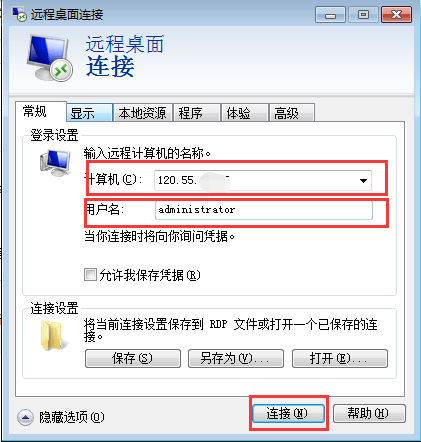 远程桌面连接
远程桌面
连接
常规 显示 本地资源 程序 体验 高级
登录设置
输入远程计算机的名称。
计算机(C): 120.55.
用户名: administrator
当你连接时将向你询问凭据。
允许我保存凭据(R)
连接设置
将当前连接设置保存到 RDP 文件或打开一个已保存的连
接。
保存(S) 另存为(V)... 打开(E)...
隐藏选项(O) 连接(N) 帮助(H)